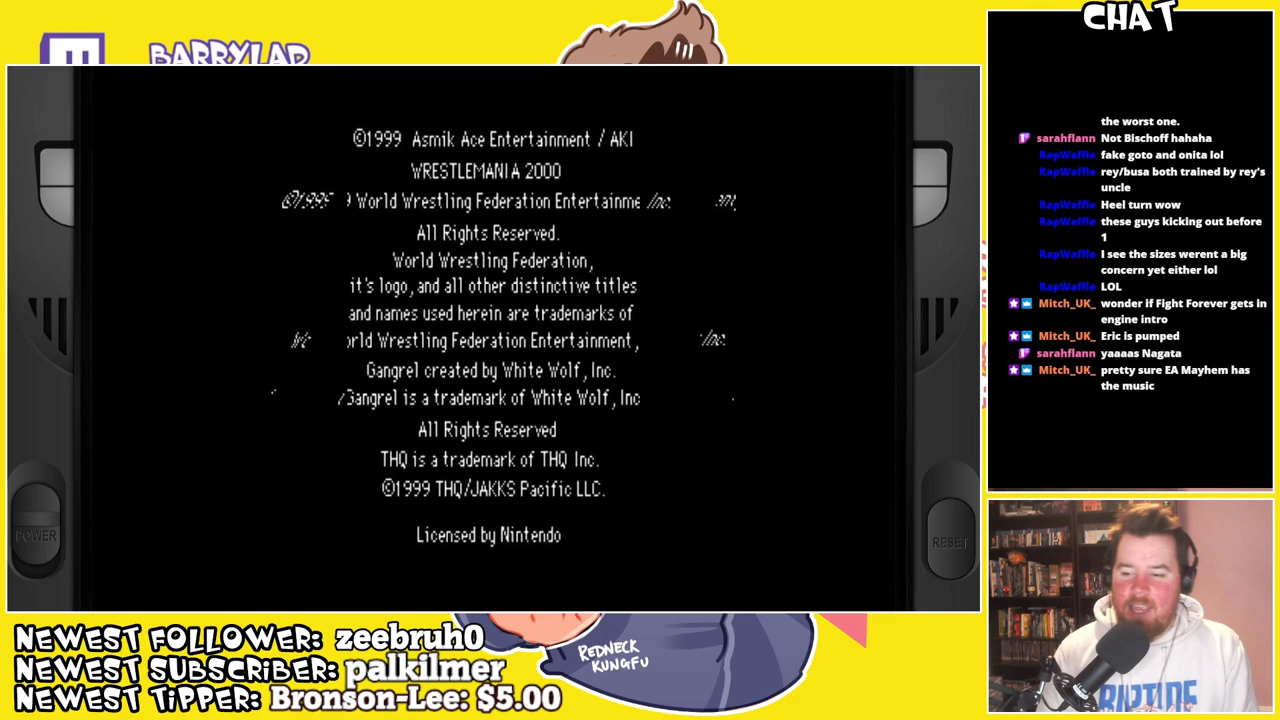 BARRYLAD
CHAT
©1999 Asmik Ace Entertainment / AKI
WRESTLEMANIA 2000
World Wrestling Federation Entertainme Inc.
All Rights Reserved.
World Wrestling Federation,
it's logo, and all other distinctive titles
and names used herein are trademarks of
orld Wrestling Federation Entertainment, Inc.
Gangrel created by White Wolf, Inc.
Gangrel is a trademark of White Wolf, Inc
All Rights Reserved
THQ is a trademark of THQ Inc.
©1999 THQ/JAKKS Pacific LLC.
Licensed by Nintendo
POWER
RESET
the worst one.
sarahflann Not Bischoff hahaha
RapWaffle fake goto and onita lol
RapWaffle rey/busa both trained by rey's
uncle
RapWaffle Heel turn wow
RapWaffle these guys kicking out before
1
RapWaffle I see the sizes werent a big
concern yet either lol
RapWaffle LOL
Mitch_UK_ wonder if Fight Forever gets in
engine intro
Mitch_UK_ Eric is pumped
sarahflann yaaaas Nagata
Mitch_UK_ pretty sure EA Mayhem has
the music
REDNECK
KUNGFU
RIPTIDE
NEWEST FOLLOWER: zeebruh0
NEWEST SUBSCRIBER: palkilmer
NEWEST TIPPER: Bronson-Lee: $5.00